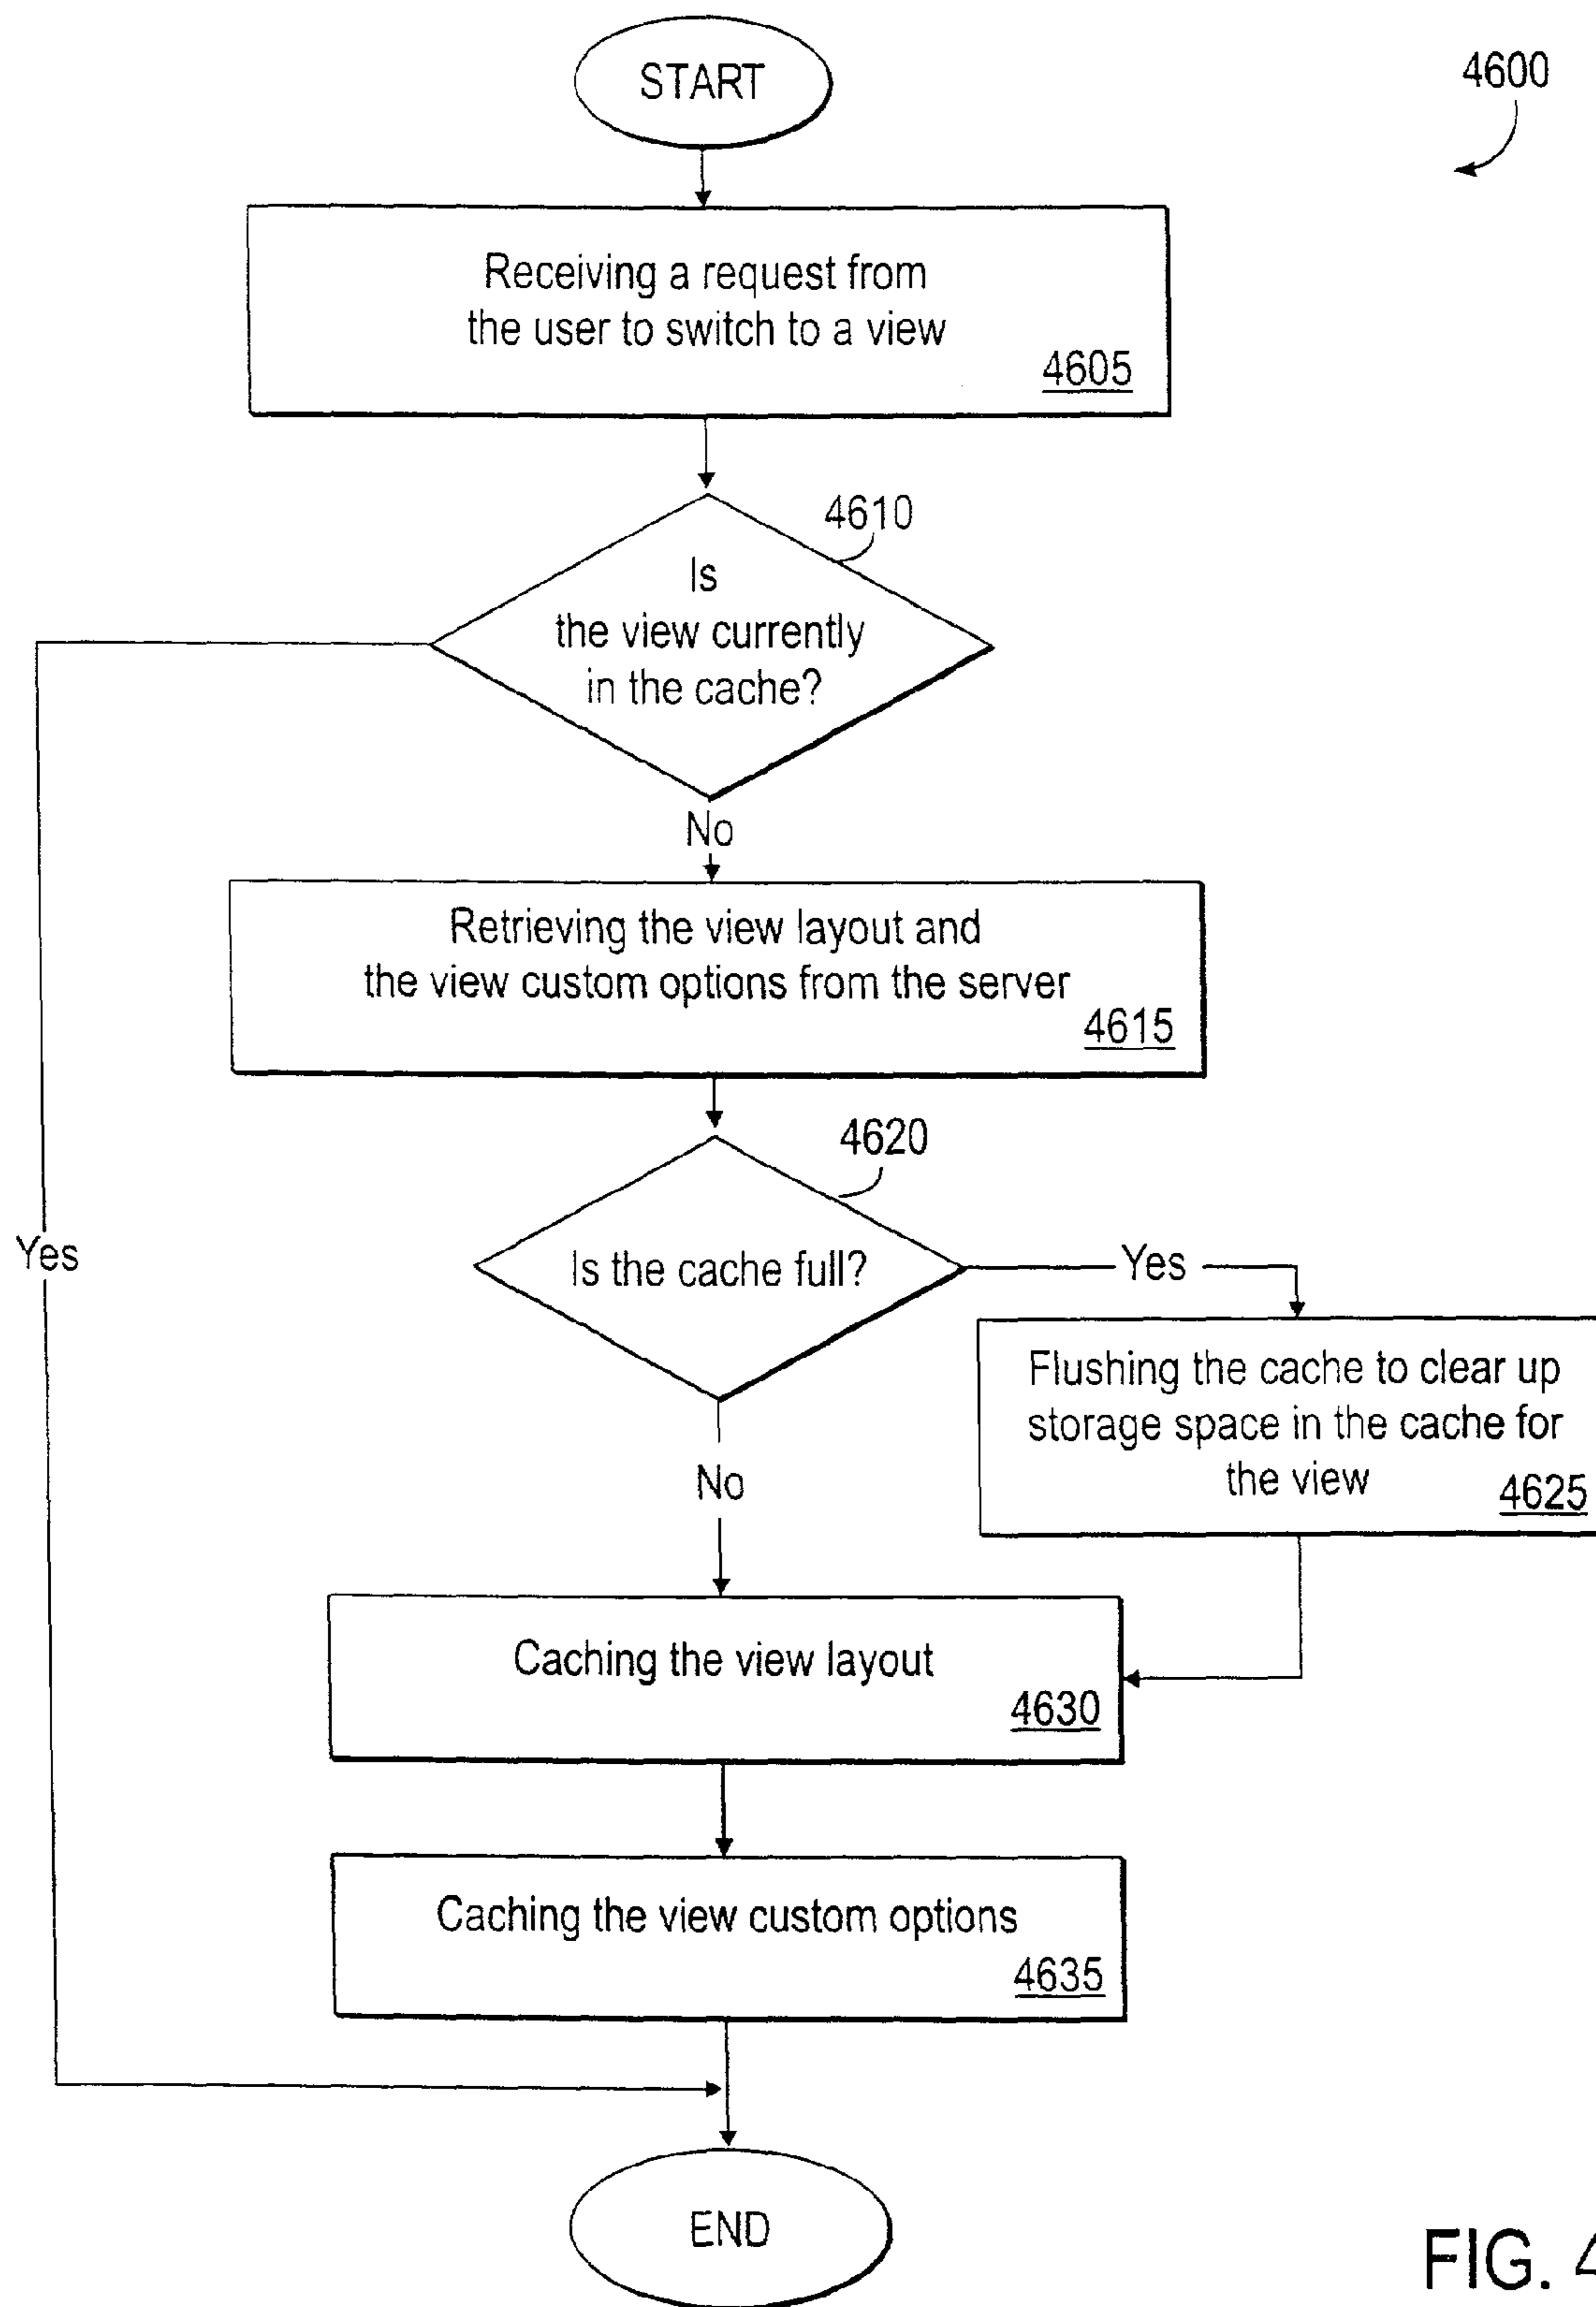 START
4600
Receiving a request from
the user to switch to a view
4605
4610
Is
the view currently
in the cache?
No
Retrieving the view layout and
the view custom options from the server
4615
4620
Yes
Is the cache full?
Yes
Flushing the cache to clear up
storage space in the cache for
the view
4625
No
Caching the view layout
4630
Caching the view custom options
4635
END
FIG. 4